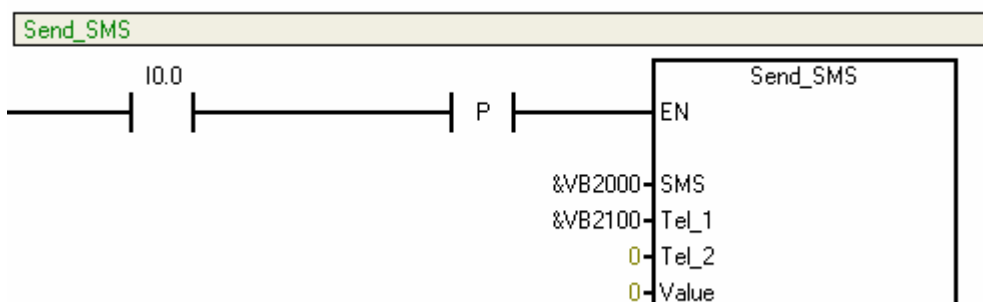 Send_SMS
I0.0 Send_SMS
P EN
&VB2000 SMS
&VB2100 Tel_1
0 Tel_2
0 Value